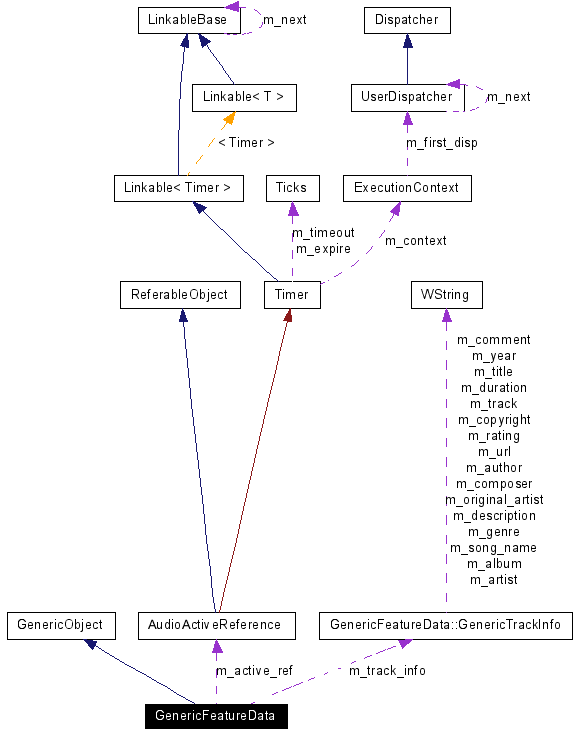 LinkableBase
m_next
Dispatcher
Linkable< T >
UserDispatcher
m_next
< Timer >
m_first_disp
Linkable< Timer >
Ticks
ExecutionContext
m_timeout
m_expire
m_context
ReferableObject
Timer
WString
m_comment
m_year
m_title
m_duration
m_track
m_copyright
m_rating
m_url
m_author
m_composer
m_original_artist
m_description
m_genre
m_song_name
m_album
m_artist
GenericObject
AudioActiveReference
GenericFeatureData::GenericTrackInfo
m_active_ref
m_track_info
GenericFeatureData